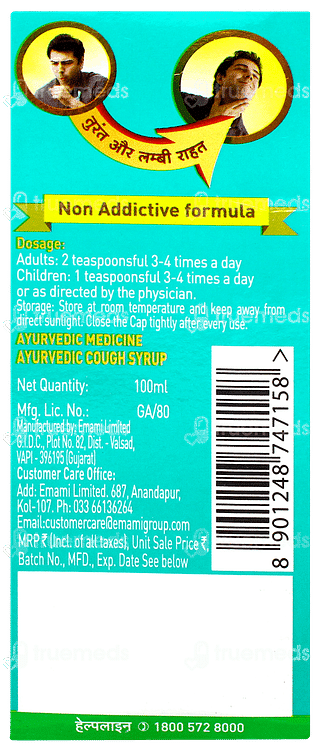 तुरंत और लम्बी राहत
Non Addictive formula
Dosage:
Adults: 2 teaspoonsful 3-4 times a day
Children: 1 teaspoonsful 3-4 times a day
or as directed by the physician.
Storage: Store at room temperature and keep away from
direct sunlight. Close the Cap tightly after every use.
AYURVEDIC MEDICINE
AYURVEDIC COUGH SYRUP
Net Quantity: 100ml
Mfg. Lic. No.: GA/80
Manufactured by: Emami Limited
G.I.D.C., Plot No. 82, Dist. - Valsad,
VAPI - 396195 (Gujarat)
Customer Care Office:
Add: Emami Limited. 687, Anandapur,
Kol-107. Ph: 033 66136264
Email:customercare@emamigroup.com
MRP ₹ (Incl. of all taxes), Unit Sale Price ₹,
Batch No., MFD., Exp. Date See below
8 901248 747158 >
हेल्पलाइन 1800 572 8000
truemeds